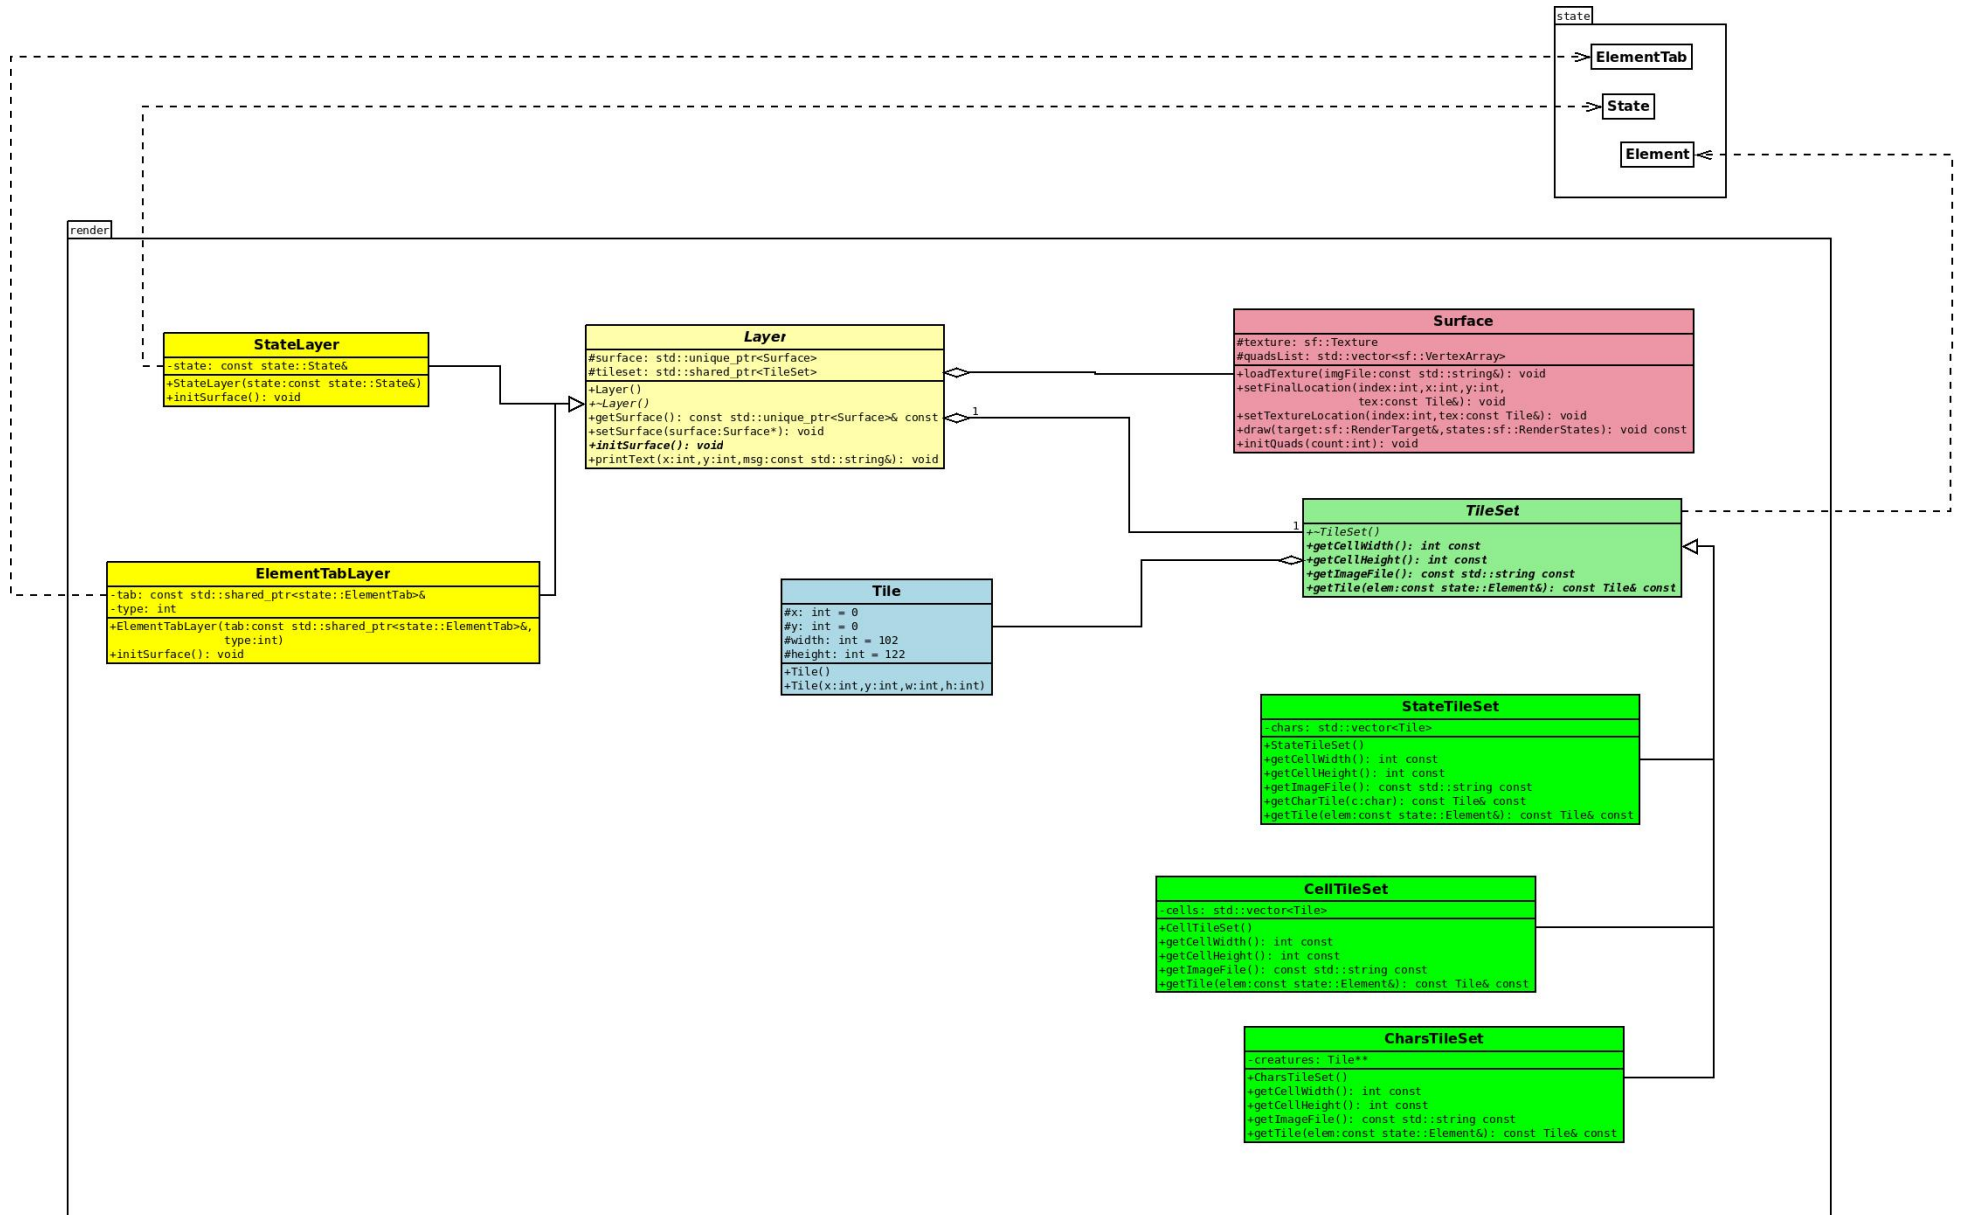 state
ElementTab
State
Element
render
StateLayer
-state: const state::State&
+StateLayer(state:const state::State&)
+initSurface(): void
Layer
#surface: std::unique_ptr<Surface>
#tileset: std::shared_ptr<TileSet>
+Layer()
+~Layer()
+getSurface(): const std::unique_ptr<Surface>& const
+setSurface(surface:Surface*): void
+initSurface(): void
+printText(x:int,y:int,msg:const std::string&): void
1
Surface
#texture: sf::Texture
#quadsList: std::vector<sf::VertexArray>
+loadTexture(imgFile:const std::string&): void
+setFinalLocation(index:int,x:int,y:int,
tex:const Tile&): void
+setTextureLocation(index:int,tex:const Tile&): void
+draw(target:sf::RenderTarget&,states:sf::RenderStates): void const
+initQuads(count:int): void
1
TileSet
+~TileSet()
+getCellWidth(): int const
+getCellHeight(): int const
+getImageFile(): const std::string const
+getTile(elem:const state::Element&): const Tile& const
ElementTabLayer
-tab: const std::shared_ptr<state::ElementTab>&
-type: int
+ElementTabLayer(tab:const std::shared_ptr<state::ElementTab>&,
type:int)
+initSurface(): void
Tile
#x: int = 0
#y: int = 0
#width: int = 102
#height: int = 122
+Tile()
+Tile(x:int,y:int,w:int,h:int)
StateTileSet
-chars: std::vector<Tile>
+StateTileSet()
+getCellWidth(): int const
+getCellHeight(): int const
+getImageFile(): const std::string const
+getCharTile(c:char): const Tile& const
+getTile(elem:const state::Element&): const Tile& const
CellTileSet
-cells: std::vector<Tile>
+CellTileSet()
+getCellWidth(): int const
+getCellHeight(): int const
+getImageFile(): const std::string const
+getTile(elem:const state::Element&): const Tile& const
CharsTileSet
-creatures: Tile**
+CharsTileSet()
+getCellWidth(): int const
+getCellHeight(): int const
+getImageFile(): const std::string const
+getTile(elem:const state::Element&): const Tile& const